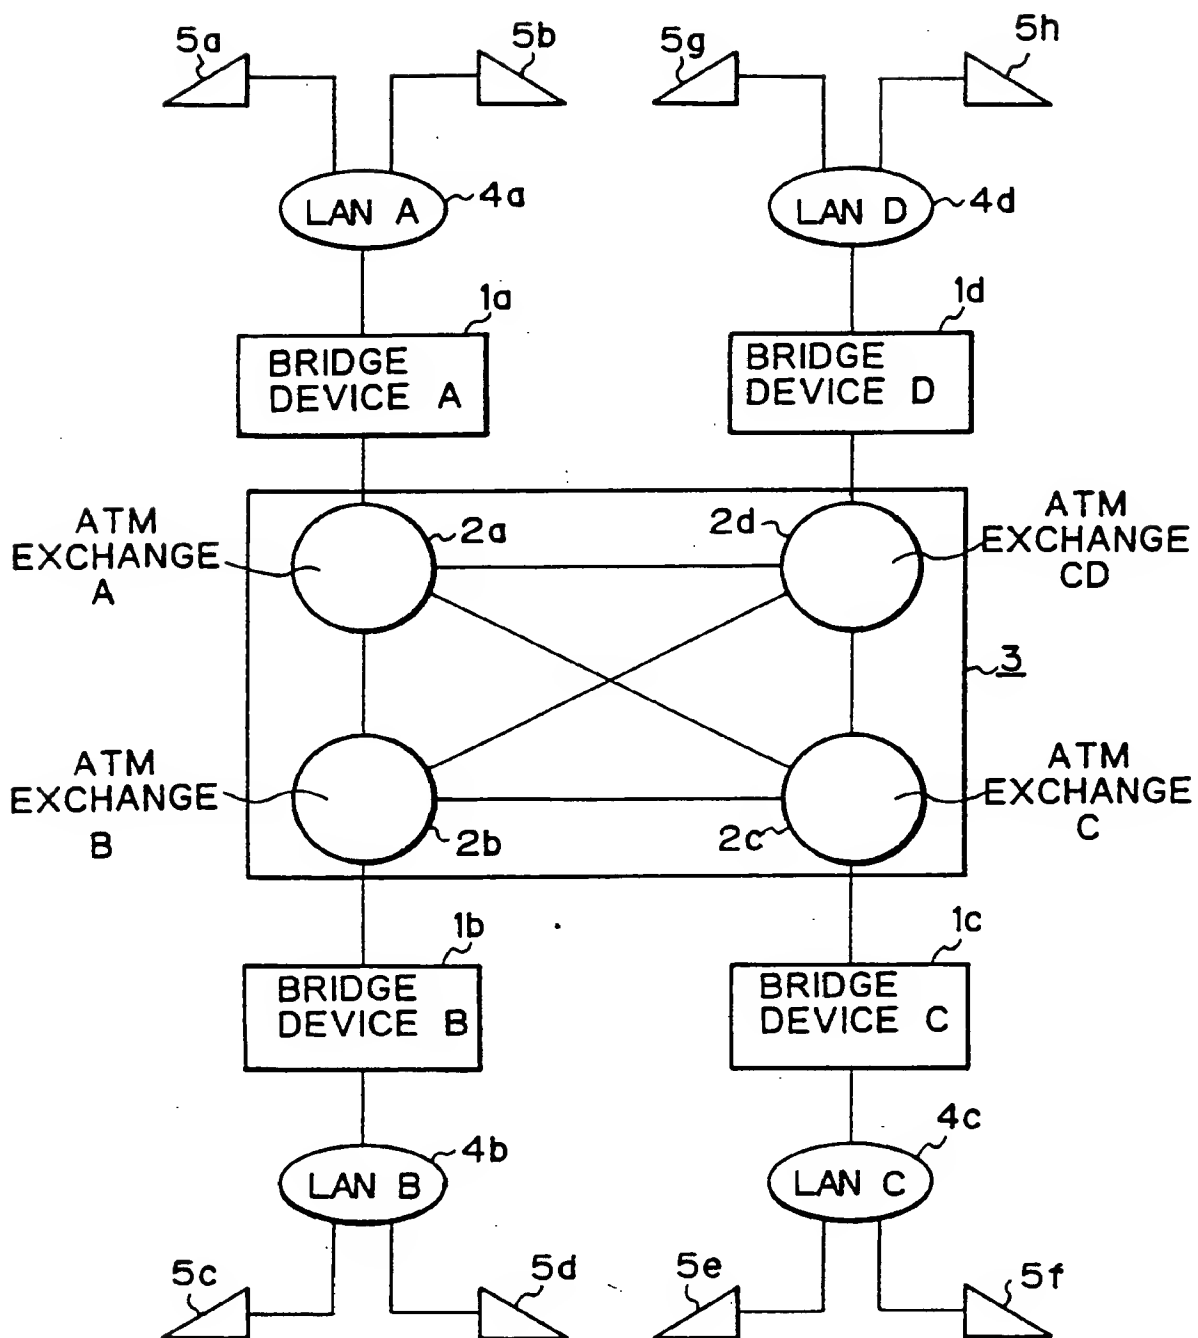 5a
5b
5g
5h
LAN A
4a
LAN D
4d
1a
1d
BRIDGE
DEVICE A
BRIDGE
DEVICE D
ATM
EXCHANGE
A
2a
2d
ATM
EXCHANGE
CD
3
ATM
EXCHANGE
B
2b
2c
ATM
EXCHANGE
C
1b
1c
BRIDGE
DEVICE B
BRIDGE
DEVICE C
4b
4c
LAN B
LAN C
5c
5d
5e
5f